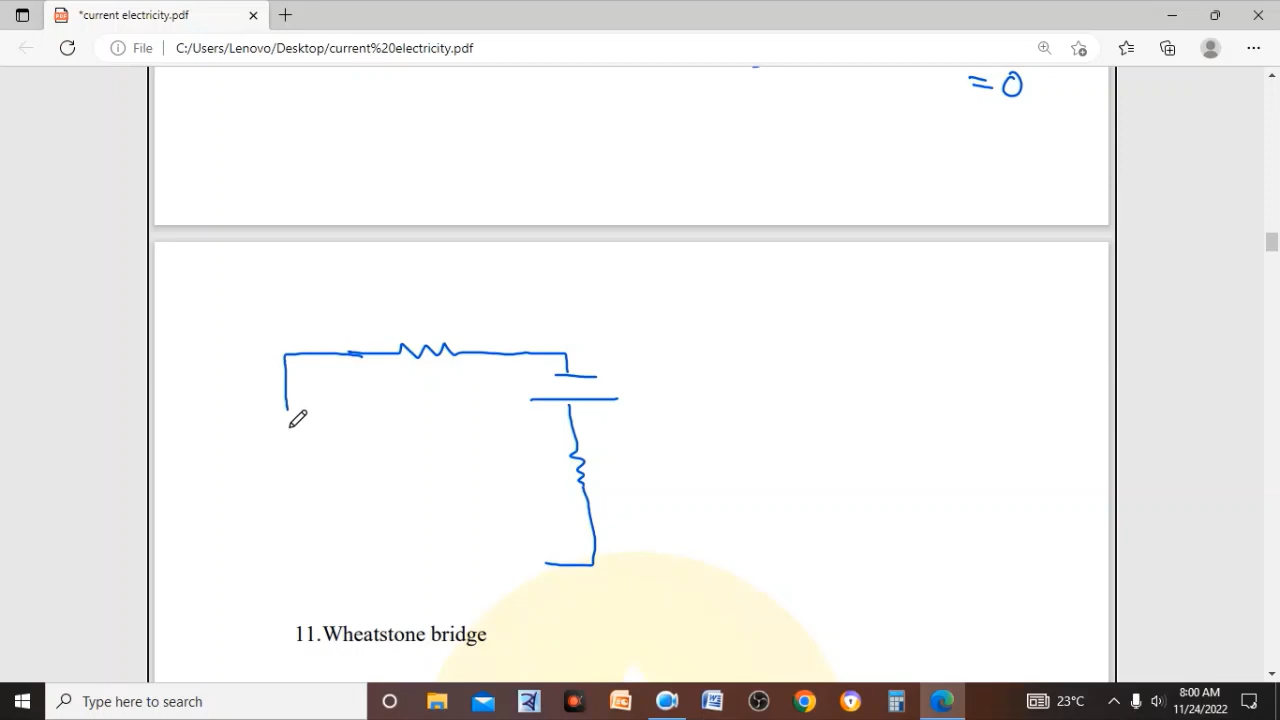 *current electricity.pdf
File
C:/Users/Lenovo/Desktop/current%20electricity.pdf
= 0
11.Wheatstone bridge
Type here to search
23°C
8:00 AM
11/24/2022